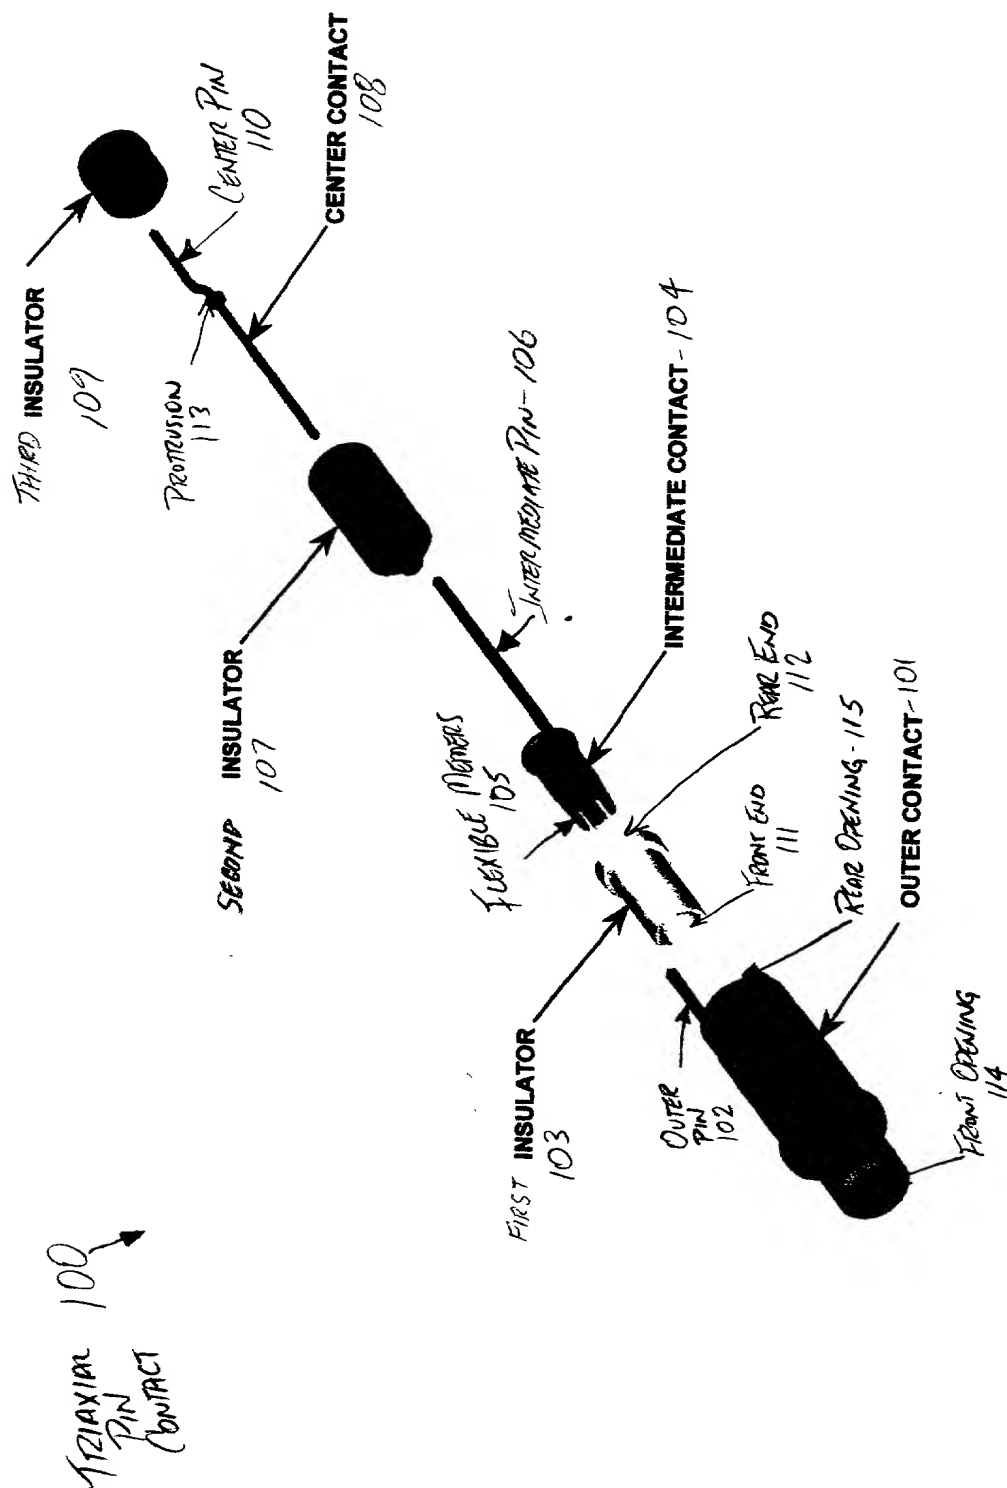 TRIAXIAL 100
PIN
CONTACT
THIRD INSULATOR
109
CENTER PIN
110
PROTRUSION
113
CENTER CONTACT
108
SECOND INSULATOR
107
INTERMEDIATE PIN-106
FLEXIBLE MEMERS
105
INTERMEDIATE CONTACT-104
REAR END
112
FIRST INSULATOR
103
FRONT END
111
OUTER
PIN
102
REAR OPENING-115
OUTER CONTACT-101
FRONT OPENING
114